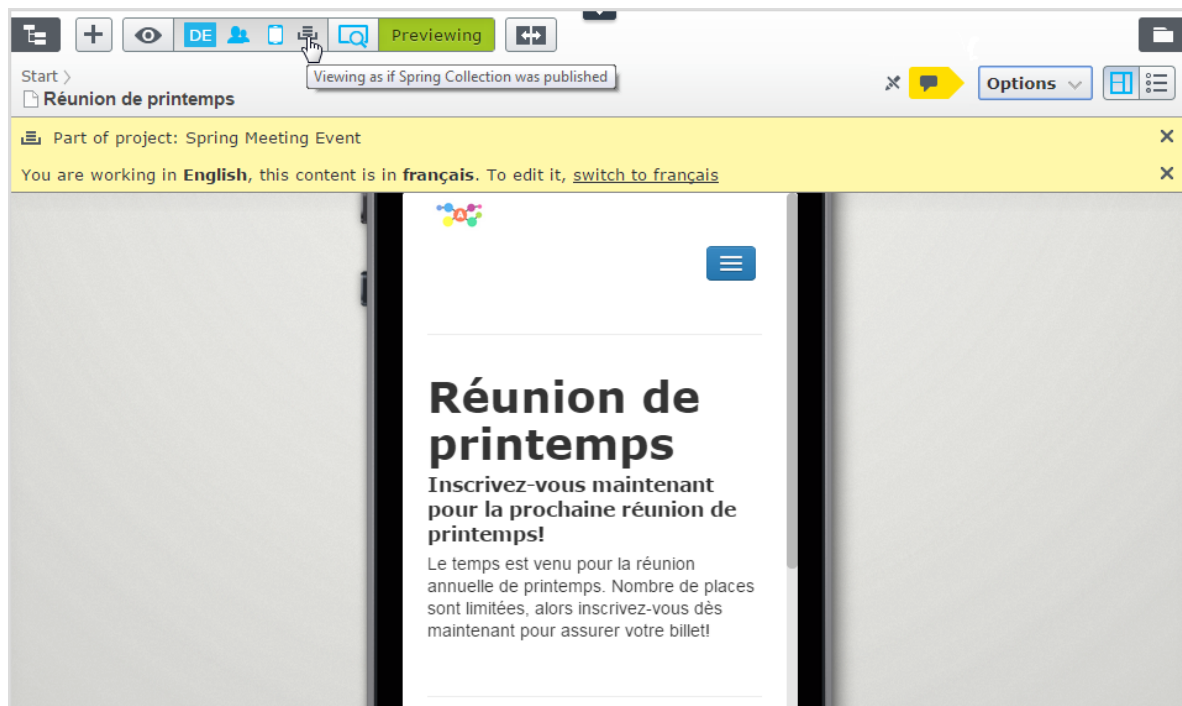 DE
Previewing
Start
Viewing as if Spring Collection was published
Réunion de printemps
Options
Part of project: Spring Meeting Event
You are working in English, this content is in français. To edit it, switch to français
A
Réunion de
printemps
Inscrivez-vous maintenant
pour la prochaine réunion de
printemps!
Le temps est venu pour la réunion
annuelle de printemps. Nombre de places
sont limitées, alors inscrivez-vous dès
maintenant pour assurer votre billet!